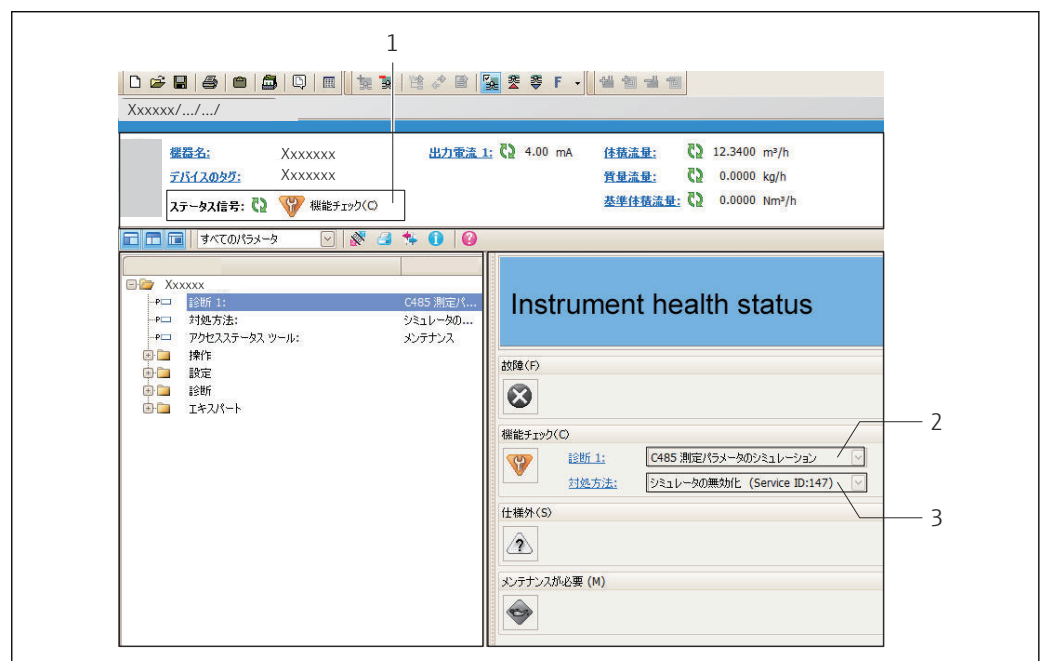 1
F
Xxxxxx/.../.../
機器名: Xxxxxxx 出力電流 1: 4.00 mA 体積流量: 12.3400 m³/h
デバイスのタグ: Xxxxxxx 質量流量: 0.0000 kg/h
ステータス信号: 機能チェック(C) 基準体積流量: 0.0000 Nm³/h
すべてのパラメータ
Xxxxxx
診断 1: C485 測定パ...
対処方法: シミュレータの...
アクセスステータス ツール: メンテナンス
操作
設定
診断
エキスパート
Instrument health status
故障(F)
機能チェック(C)
診断 1: C485 測定パラメータのシミュレーション
2
対処方法: シミュレータの無効化 (Service ID:147)
3
仕様外(S)
メンテナンスが必要 (M)